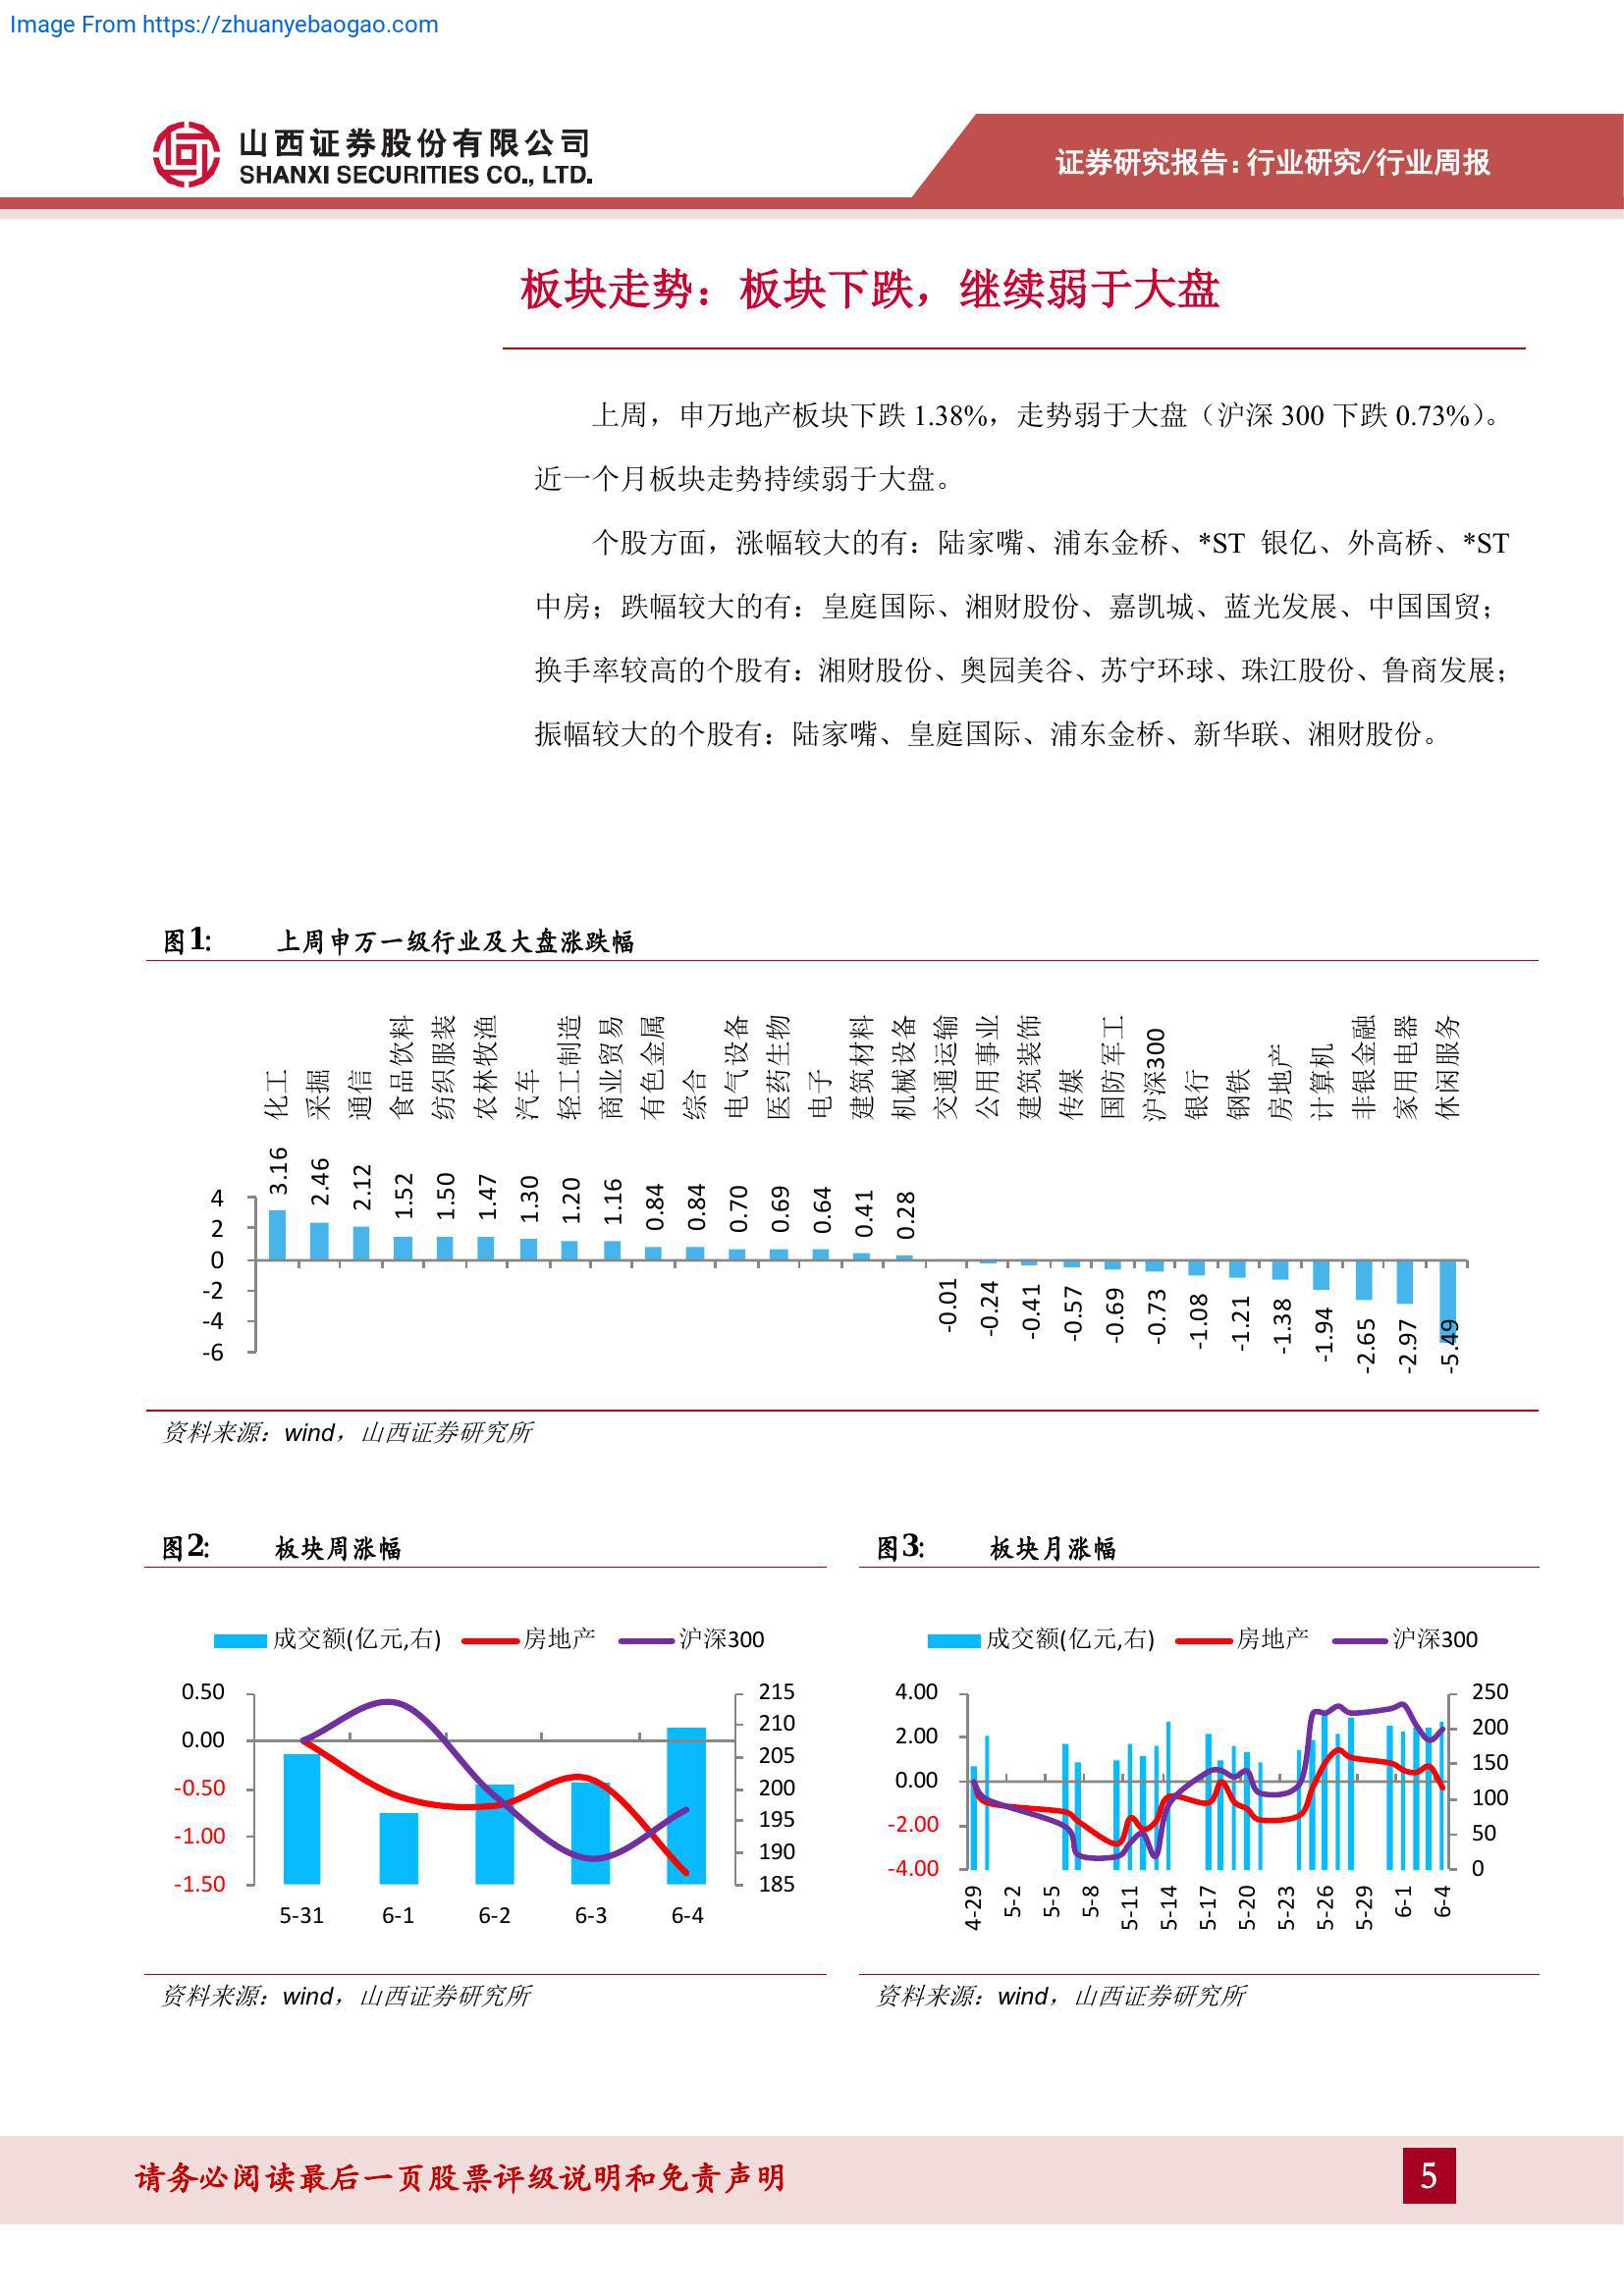 Image From https://zhuanyebaogao.com
山西证券股份有限公司
SHANXI SECURITIES CO., LTD.
证券研究报告:行业研究/行业周报
板块走势：板块下跌，继续弱于大盘
上周，申万地产板块下跌 1.38%，走势弱于大盘（沪深 300 下跌 0.73%）。
近一个月板块走势持续弱于大盘。
个股方面，涨幅较大的有：陆家嘴、浦东金桥、*ST 银亿、外高桥、*ST
中房；跌幅较大的有：皇庭国际、湘财股份、嘉凯城、蓝光发展、中国国贸；
换手率较高的个股有：湘财股份、奥园美谷、苏宁环球、珠江股份、鲁商发展；
振幅较大的个股有：陆家嘴、皇庭国际、浦东金桥、新华联、湘财股份。
图1: 上周申万一级行业及大盘涨跌幅
化工 采掘 通信 食品饮料 纺织服装 农林牧渔 汽车 轻工制造 商业贸易 有色金属 综合 电气设备 医药生物 电子 建筑材料 机械设备 交通运输 公用事业 建筑装饰 传媒 国防军工 沪深300 银行 钢铁 房地产 计算机 非银金融 家用电器 休闲服务
3.16 2.46 2.12 1.52 1.50 1.47 1.30 1.20 1.16 0.84 0.84 0.70 0.69 0.64 0.41 0.28
-0.01 -0.24 -0.41 -0.57 -0.69 -0.73 -1.08 -1.21 -1.38 -1.94 -2.65 -2.97 -5.49
4
2
0
-2
-4
-6
资料来源：wind，山西证券研究所
图2: 板块周涨幅
成交额(亿元,右) 房地产 沪深300
0.50 215
0.00 210
-0.50 205
-1.00 200
-1.50 195
190
185
5-31 6-1 6-2 6-3 6-4
资料来源：wind，山西证券研究所
图3: 板块月涨幅
成交额(亿元,右) 房地产 沪深300
4.00 250
2.00 200
0.00 150
-2.00 100
-4.00 50
0
4-29 5-2 5-5 5-8 5-11 5-14 5-17 5-20 5-23 5-26 5-29 6-1 6-4
资料来源：wind，山西证券研究所
请务必阅读最后一页股票评级说明和免责声明
5